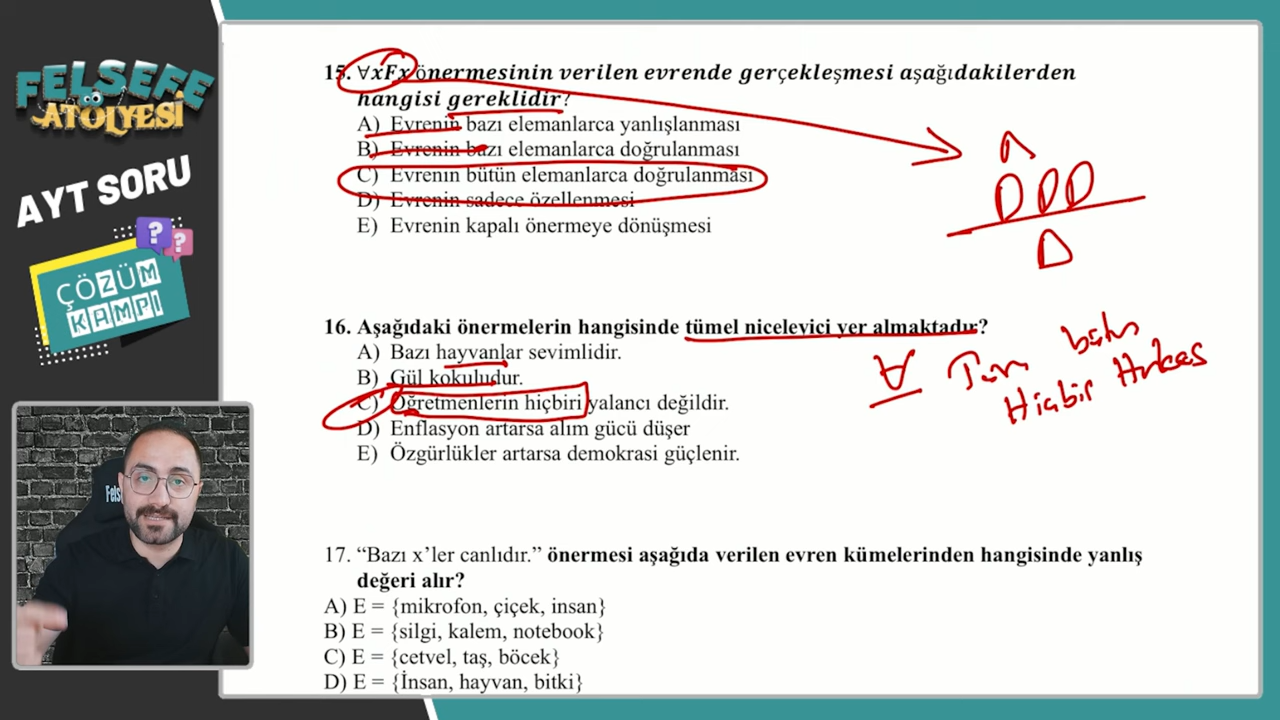 FELSEFE
ATÖLYESİ
AYT SORU
ÇÖZÜM
KAMPI
15. ∀xFx önermesinin verilen evrende gerçekleşmesi aşağıdakilerden
hangisi gereklidir?
A) Evrenin bazı elemanlarca yanlışlanması
B) Evrenin bazı elemanlarca doğrulanması
C) Evrenin bütün elemanlarca doğrulanması
D) Evrenin sadece özellenmesi
E) Evrenin kapalı önermeye dönüşmesi
∧
D D D
D
16. Aşağıdaki önermelerin hangisinde tümel niceleyici yer almaktadır?
A) Bazı hayvanlar sevimlidir.
B) Gül kokuludur.
C) Öğretmenlerin hiçbiri yalancı değildir.
D) Enflasyon artarsa alım gücü düşer
E) Özgürlükler artarsa demokrasi güçlenir.
∀ Tüm bütün
Hiçbir Herkes
17. “Bazı x’ler canlıdır.” önermesi aşağıda verilen evren kümelerinden hangisinde yanlış
değeri alır?
A) E = {mikrofon, çiçek, insan}
B) E = {silgi, kalem, notebook}
C) E = {cetvel, taş, böcek}
D) E = {İnsan, hayvan, bitki}
Fels